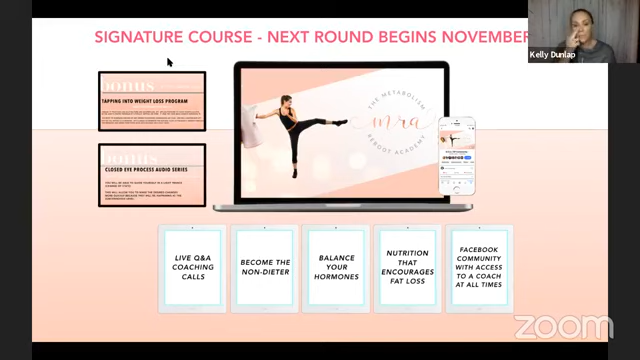 SIGNATURE COURSE - NEXT ROUND BEGINS NOVEMBER
Kelly Dunlap
bonus
TAPPING INTO WEIGHT LOSS PROGRAM
bonus
CLOSED EYE PROCESS AUDIO SERIES
THE METABOLISM
mra
REBOOT ACADEMY
LIVE Q&A
COACHING
CALLS
BECOME THE
NON-DIETER
BALANCE
YOUR
HORMONES
NUTRITION
THAT
ENCOURAGES
FAT LOSS
FACEBOOK
COMMUNITY
WITH ACCESS
TO A COACH
AT ALL TIMES
zoom